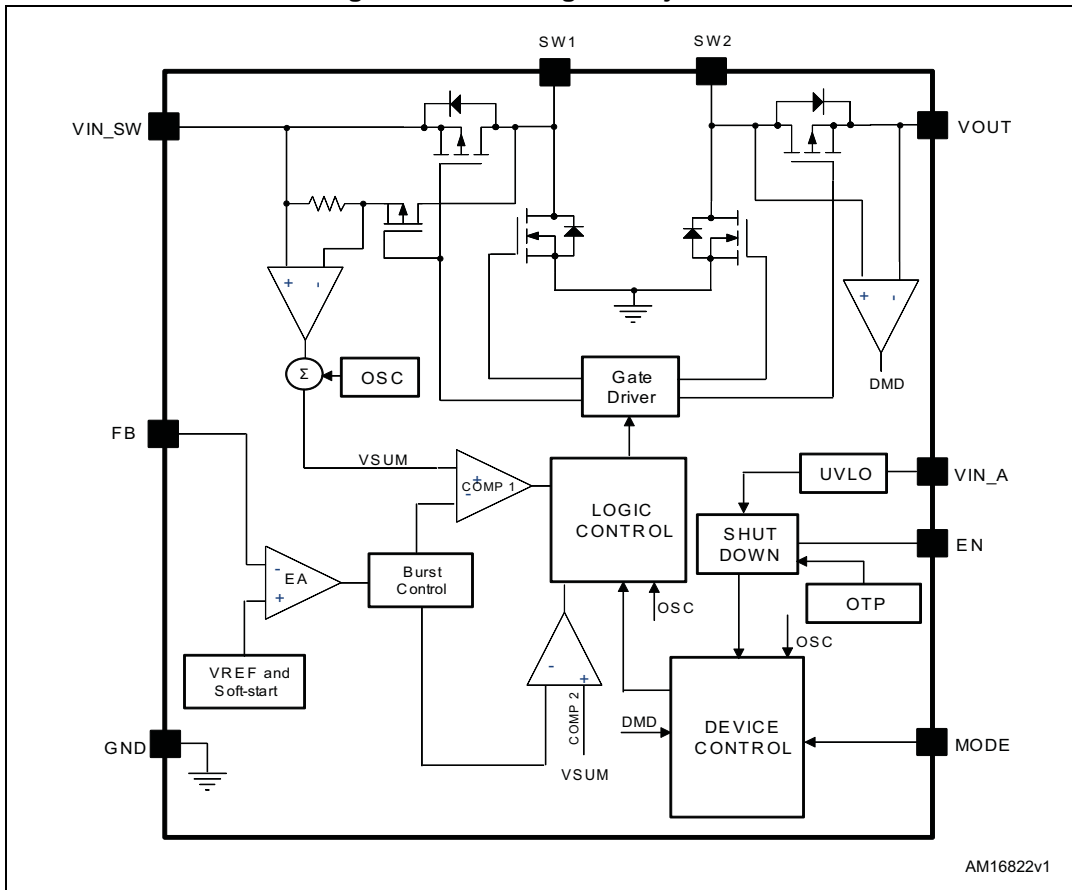 SW1
SW2
VIN_SW
VOUT
+ -
+ -
Σ
OSC
Gate
Driver
DMD
FB
VSUM
COMP 1
+
-
LOGIC
CONTROL
UVLO
VIN_A
SHUT
DOWN
EN
-
EA
+
Burst
Control
OSC
OTP
OSC
VREF and
Soft-start
- +
COMP 2
VSUM
DMD
DEVICE
CONTROL
GND
MODE
AM16822v1